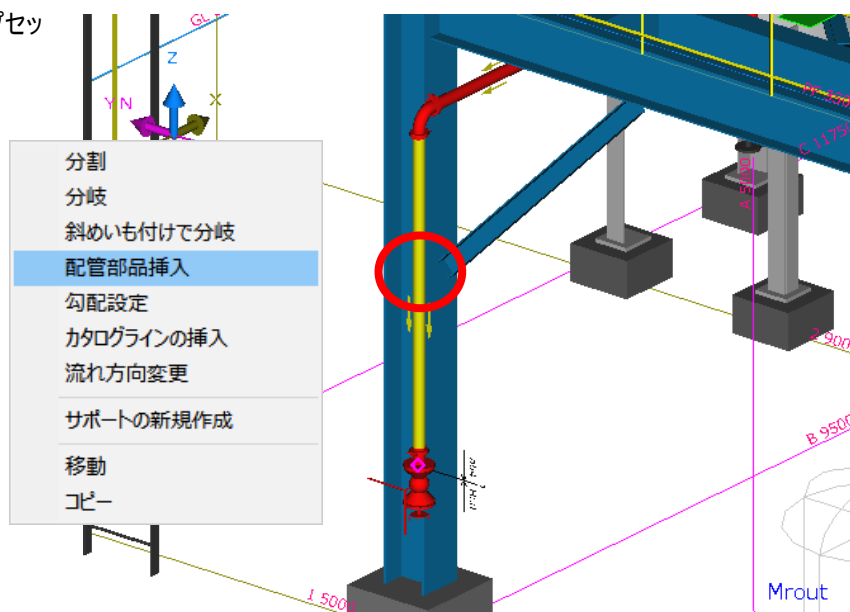 プセッ
GL
Z
Y N
X
分割
分岐
斜めいも付けで分岐
配管部品挿入
勾配設定
カタログラインの挿入
流れ方向変更
サポートの新規作成
移動
コピー
C 11750
A 5000
2 900
B 9500
1 5000
Mrout